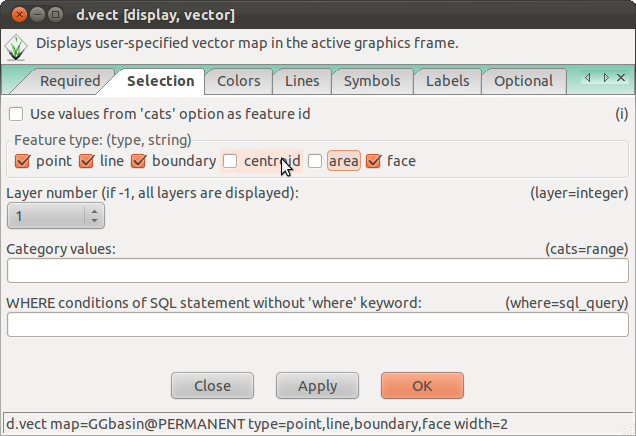 d.vect [display, vector]
Displays user-specified vector map in the active graphics frame.
Required Selection Colors Lines Symbols Labels Optional
Use values from 'cats' option as feature id (i)
Feature type: (type, string)
point line boundary centroid area face
Layer number (if -1, all layers are displayed): (layer=integer)
1
Category values: (cats=range)
WHERE conditions of SQL statement without 'where' keyword: (where=sql_query)
Close Apply OK
d.vect map=GGbasin@PERMANENT type=point,line,boundary,face width=2